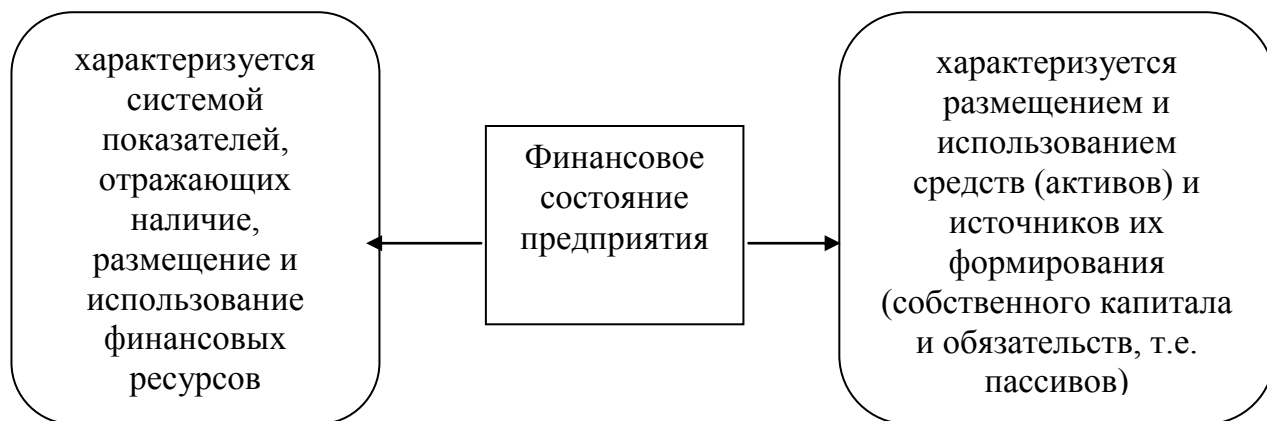 характеризуется
системой
показателей,
отражающих
наличие,
размещение и
использование
финансовых
ресурсов
Финансовое
состояние
предприятия
характеризуется
размещением и
использованием
средств (активов) и
источников их
формирования
(собственного капитала
и обязательств, т.е.
пассивов)